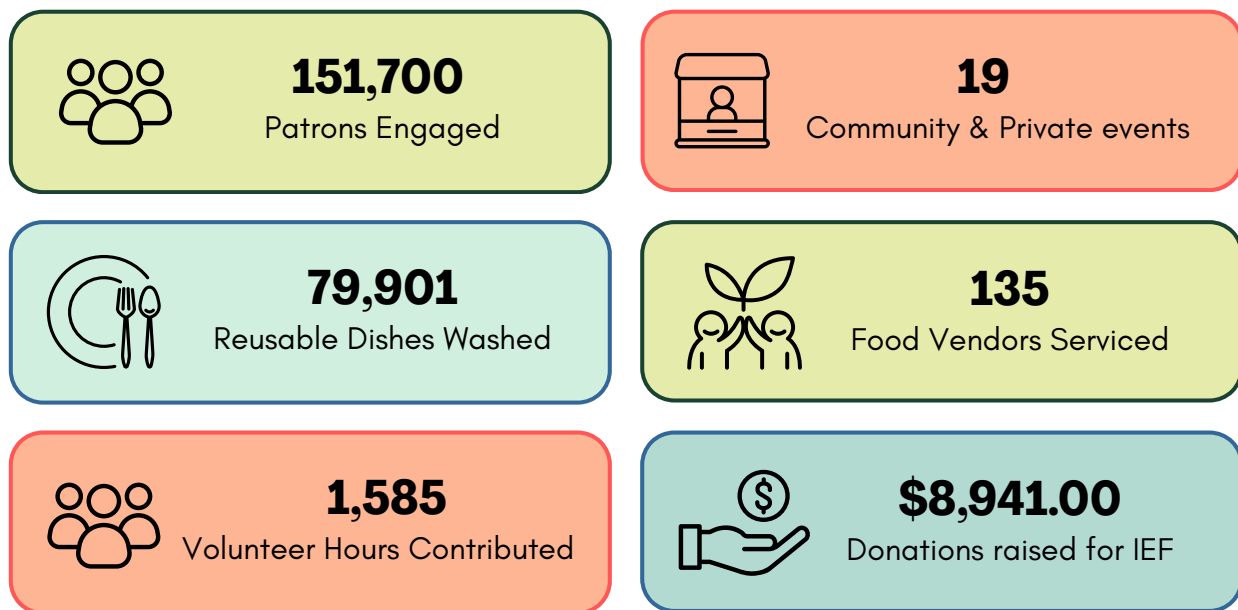 151,700
Patrons Engaged
19
Community & Private events
79,901
Reusable Dishes Washed
135
Food Vendors Serviced
1,585
Volunteer Hours Contributed
$
$8,941.00
Donations raised for IEF